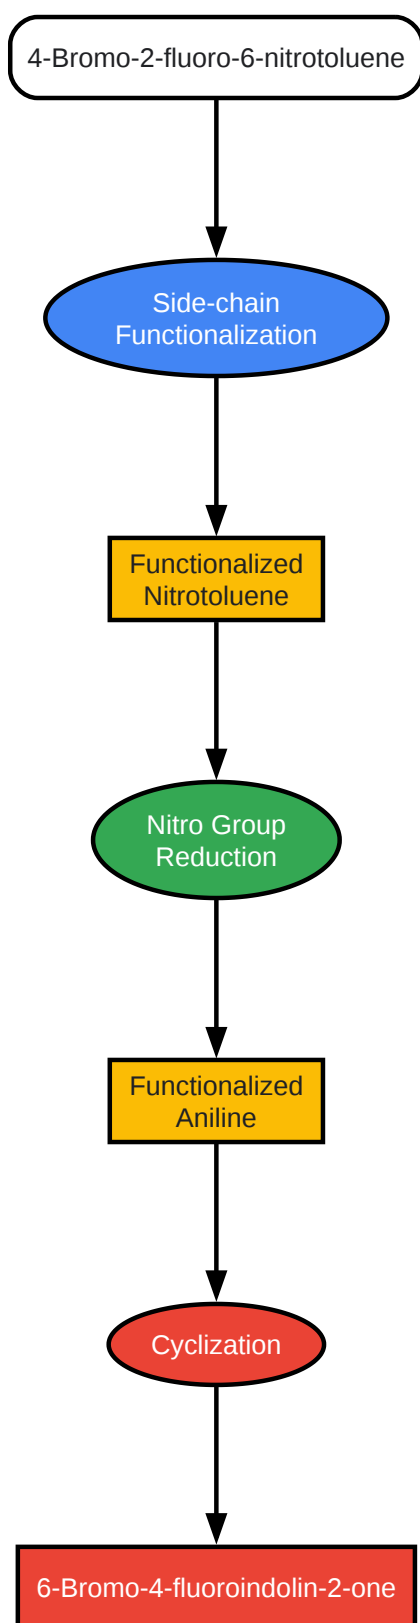 4-Bromo-2-fluoro-6-nitrotoluene
Side-chain
Functionalization
Functionalized
Nitrotoluene
Nitro Group
Reduction
Functionalized
Aniline
Cyclization
6-Bromo-4-fluoroindolin-2-one